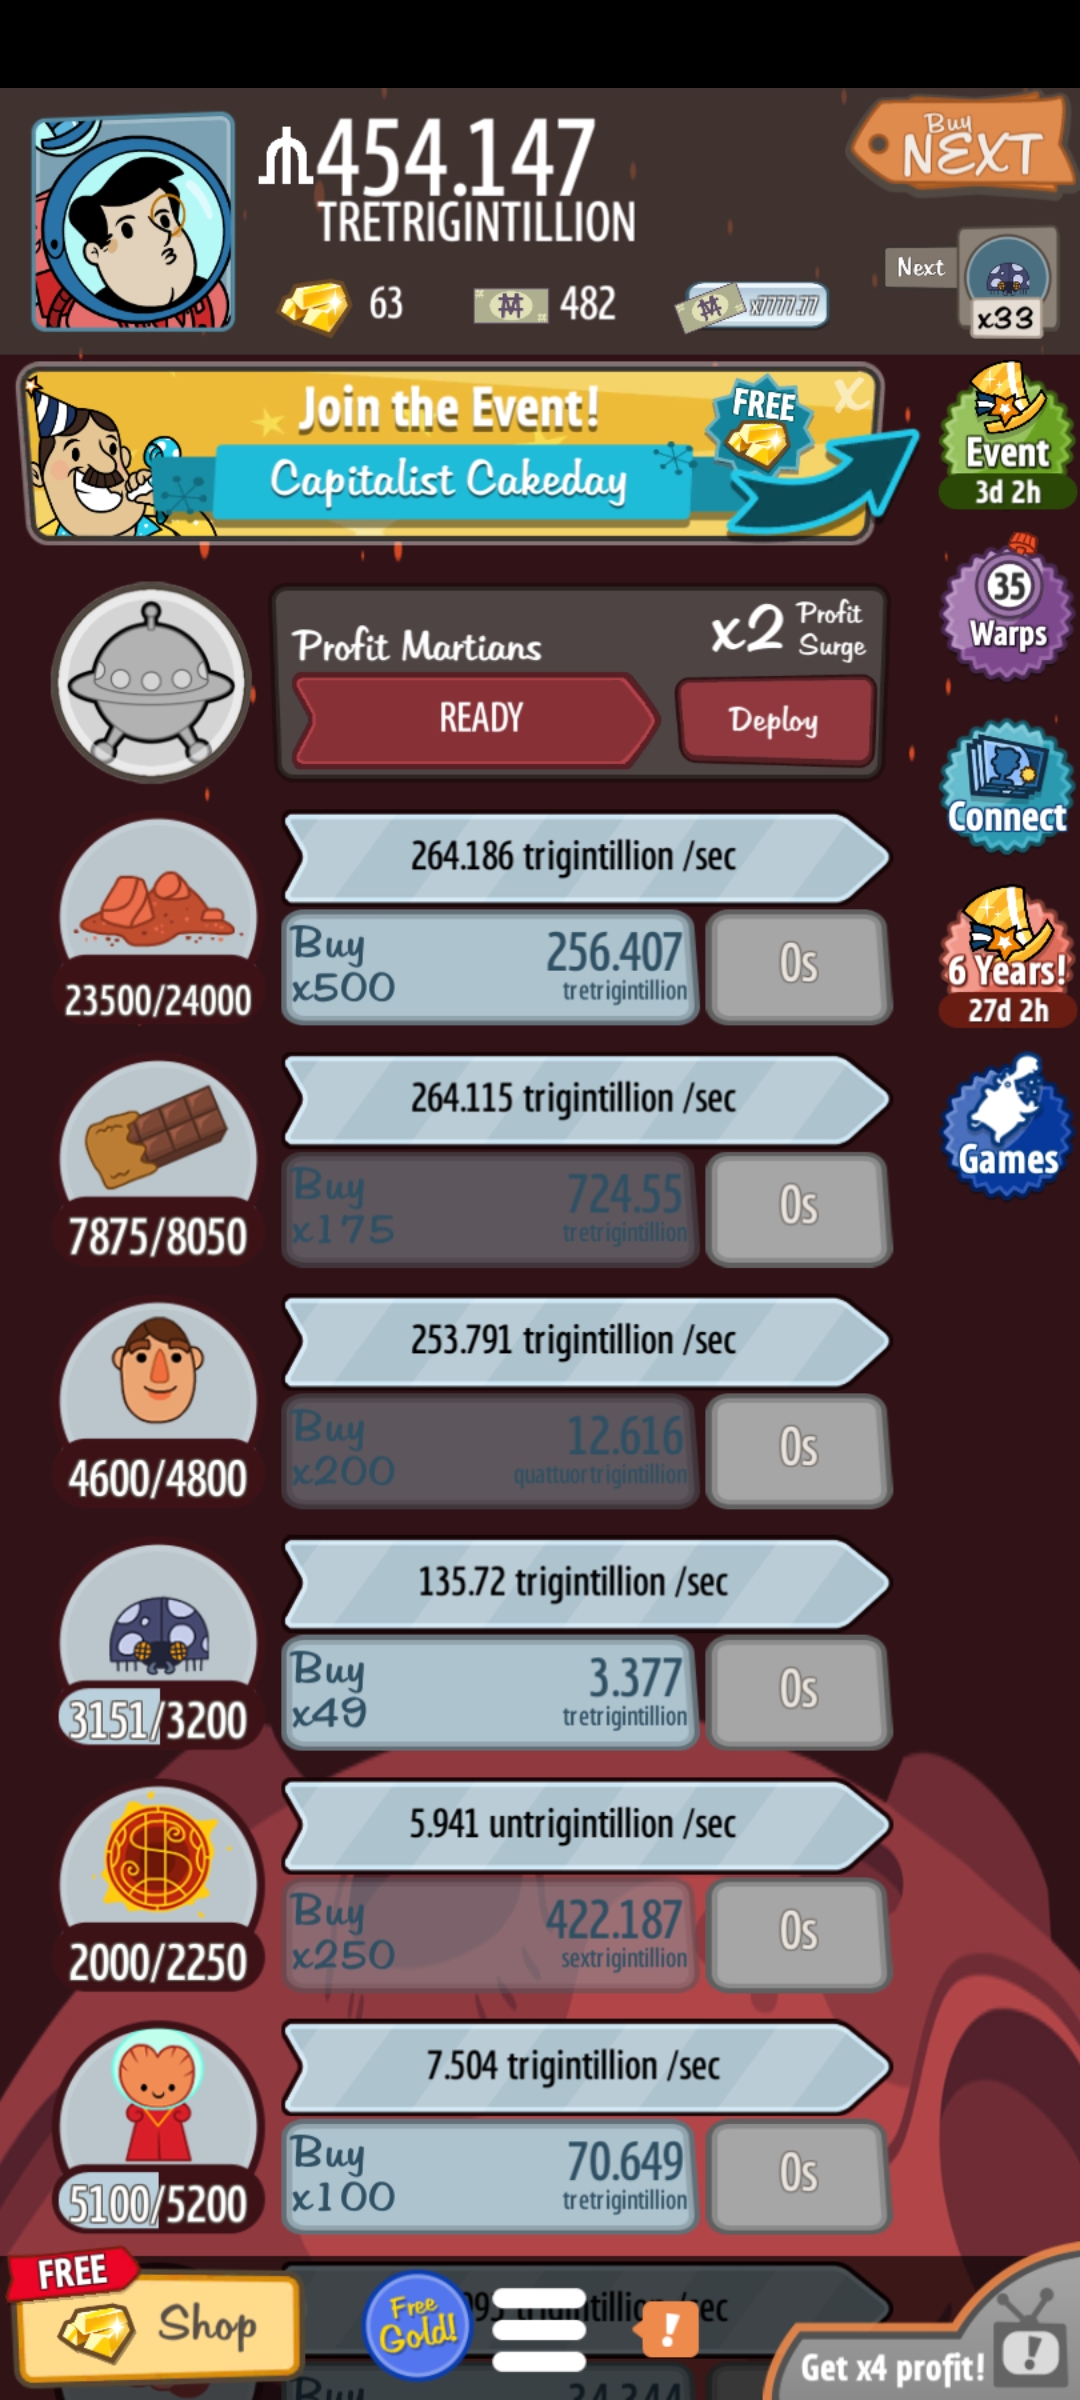 454.147
TRETRIGINTILLION
Buy
NEXT
63
482
x7777.77
Next
x33
Join the Event!
FREE
X
Capitalist Cakeday
Event
3d 2h
35
Warps
Profit Martians
x2 Profit Surge
READY
Deploy
Connect
264.186 trigintillion /sec
Buy x500
256.407
tretrigintillion
0s
23500/24000
6 Years!
27d 2h
264.115 trigintillion /sec
Buy x175
724.55
tretrigintillion
0s
7875/8050
Games
253.791 trigintillion /sec
Buy x200
12.616
quattuortrigintillion
0s
4600/4800
135.72 trigintillion /sec
Buy x49
3.377
tretrigintillion
0s
3151/3200
5.941 untrigintillion /sec
Buy x250
422.187
sextrigintillion
0s
2000/2250
7.504 trigintillion /sec
Buy x100
70.649
tretrigintillion
0s
5100/5200
FREE
Shop
Free Gold!
!
Get x4 profit!
!
Buy